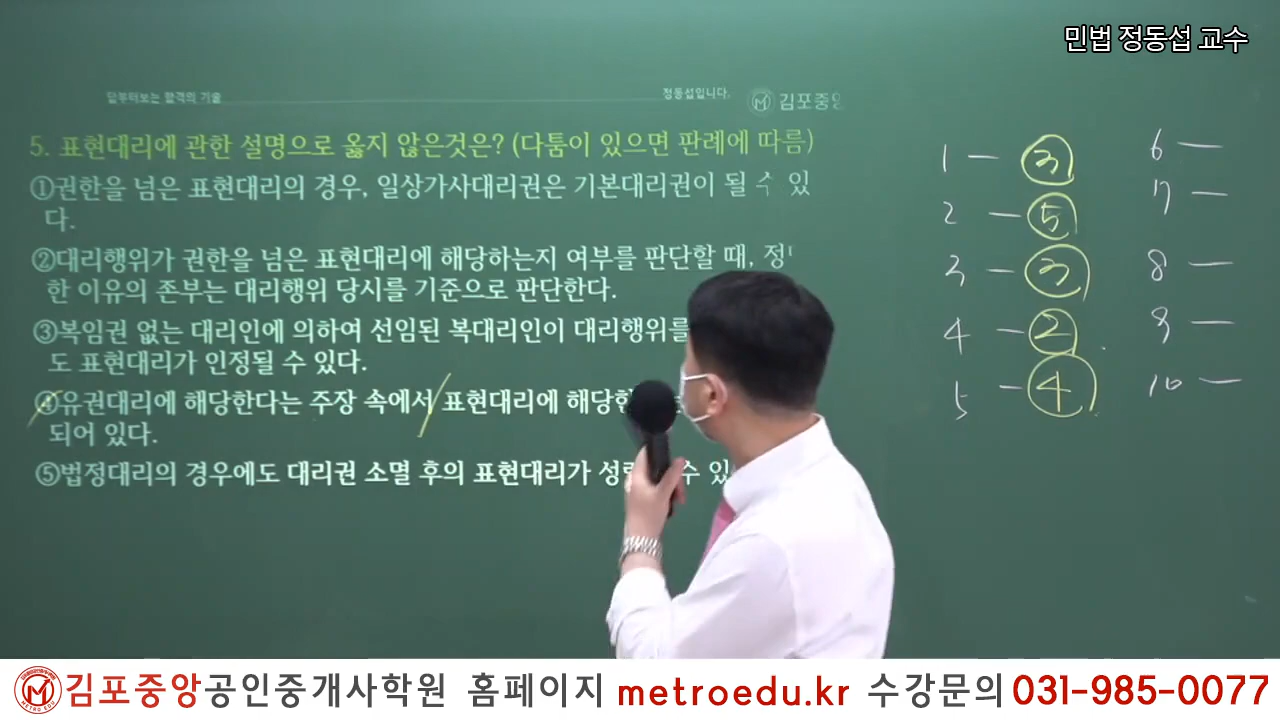 민법 정동섭 교수
답부터보는 합격의 기술
정동섭입니다.
김포중앙
5. 표현대리에 관한 설명으로 옳지 않은것은? (다툼이 있으면 판례에 따름)
①권한을 넘은 표현대리의 경우, 일상가사대리권은 기본대리권이 될 수 있
다.
②대리행위가 권한을 넘은 표현대리에 해당하는지 여부를 판단할 때, 정
한 이유의 존부는 대리행위 당시를 기준으로 판단한다.
③복임권 없는 대리인에 의하여 선임된 복대리인이 대리행위를
도 표현대리가 인정될 수 있다.
④유권대리에 해당한다는 주장 속에서 표현대리에 해당한
되어 있다.
⑤법정대리의 경우에도 대리권 소멸 후의 표현대리가 성 수 있
1 - ③
2 - ⑤
3 - ③
4 - ②
5 - ④
6 -
7 -
8 -
9 -
10 -
METRO EDU
김포중앙공인중개사학원 홈페이지 metroedu.kr 수강문의 031-985-0077